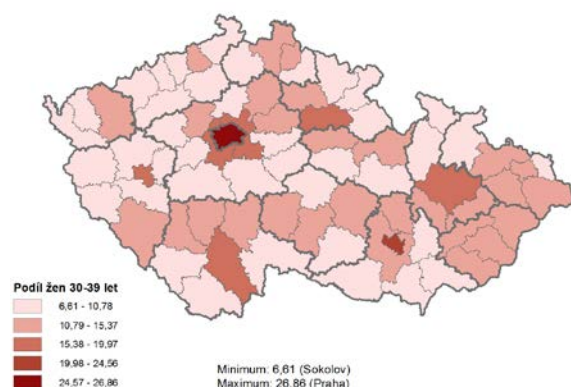 Podíl žen 30-39 let
6,61 - 10,78
10,79 - 15,37
15,38 - 19,97
19,98 - 24,56
24,57 - 26,86
Minimum: 6,61 (Sokolov)
Maximum: 26,86 (Praha)